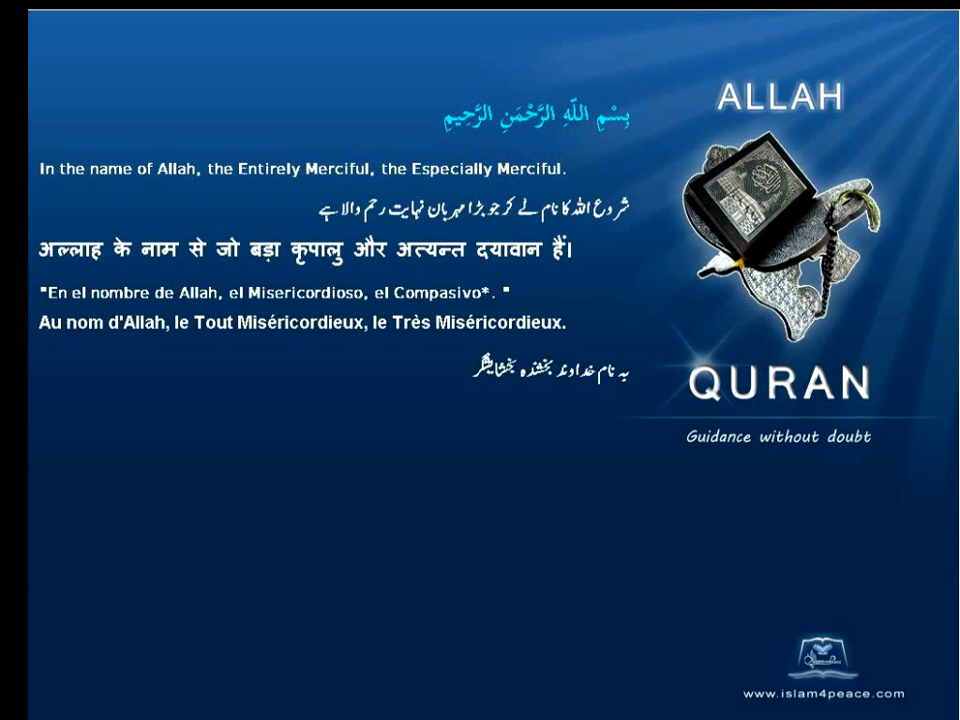 بِسْمِ اللّهِ الرَّحْمَنِ الرَّحِيمِ
In the name of Allah, the Entirely Merciful, the Especially Merciful.
شروع الله کا نام لے کر جو بڑا مہربان نہایت رحم والا ہے
अल्लाह के नाम से जो बड़ा कृपालु और अत्यन्त दयावान हैं।
"En el nombre de Allah, el Misericordioso, el Compasivo*. "
Au nom d'Allah, le Tout Miséricordieux, le Très Miséricordieux.
به نام خداوند بخشنده بخشایشگر
ALLAH
QURAN
Guidance without doubt
www.islam4peace.com